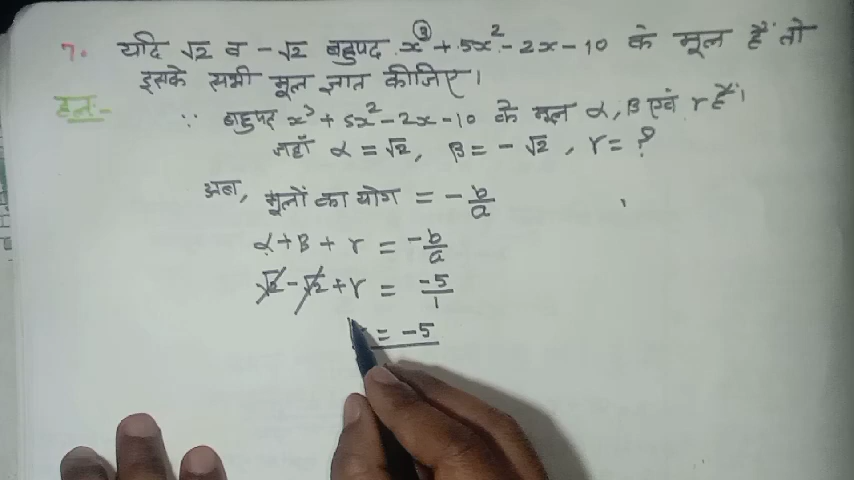 7. यदि √2 व -√2 बहुपद x³ + 5x² - 2x - 10 के मूल हैं तो
इसके सभी मूल ज्ञात कीजिए।
हल:-
∵ बहुपद x³ + 5x² - 2x - 10 के मूल α, β एवं r हैं।
जहाँ α = √2, β = - √2, r = ?
अब, मूलों का योग = - b/a
α + β + r = -b/a
√2 - √2 + r = -5/1
= -5